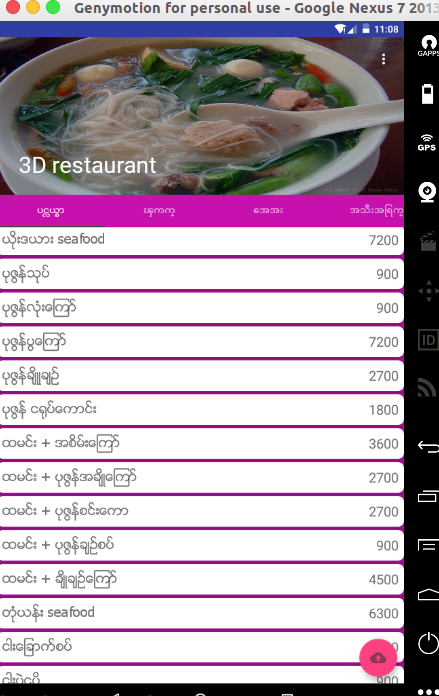 Genymotion for personal use - Google Nexus 7 2013
11:08
GAPPS
3D restaurant
ပင္လယ္စာ
ၾကက္
အေအး
အသီးအရြက္
GPS
ယိုးဒယား seafood 7200
ပုဇွန်သုပ် 900
ပုဇွန်လုံးကြော် 900
ပုဇွန်ပွကြော် 7200
ပုဇွန်ချိုချဉ် 2700
ID
ပုဇွန် ငရုပ်ကောင်း 1800
ထမင်း + အစိမ်းကြော် 3600
ထမင်း + ပုဇွန်အချိုကြော် 2700
ထမင်း + ပုဇွန်စင်းကော 2700
ထမင်း + ပုဇွန်ချဉ်စပ် 900
ထမင်း + ချိုချဉ်ကြော် 4500
တုံယန်း seafood 6300
ငါးခြောက်စပ်
900